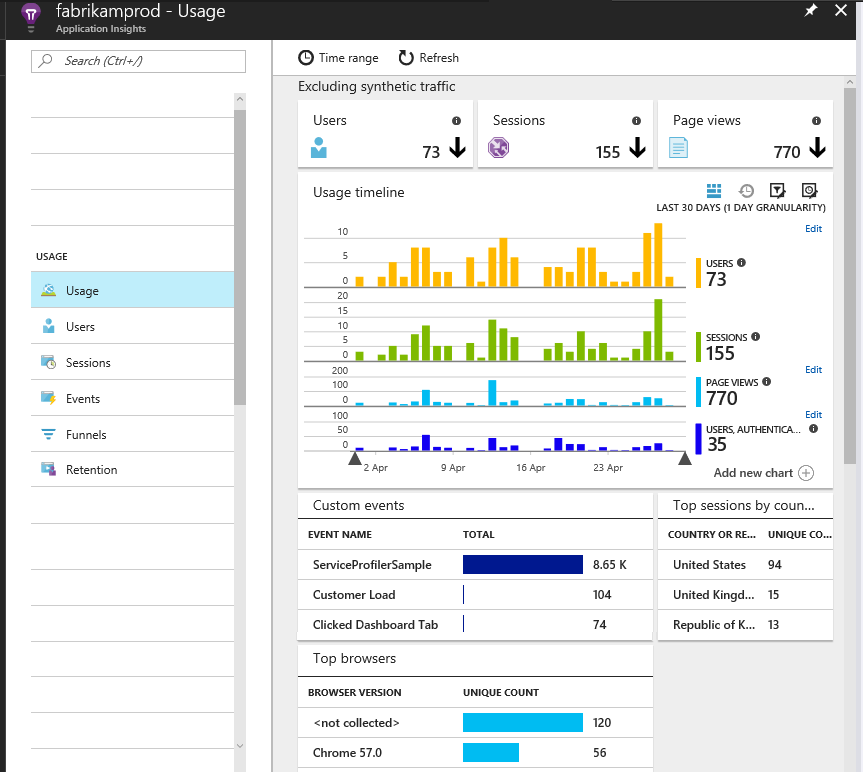 fabrikamprod - Usage
Application Insights
Search (Ctrl+/)
USAGE
Usage
Users
Sessions
Events
Funnels
Retention
Time range
Refresh
Excluding synthetic traffic
Users
73
Sessions
155
Page views
770
Usage timeline
LAST 30 DAYS (1 DAY GRANULARITY)
Edit
10
5
0
USERS
73
20
15
10
5
0
SESSIONS
155
Edit
200
100
0
PAGE VIEWS
770
Edit
100
50
0
USERS, AUTHENTICA...
35
2 Apr
9 Apr
16 Apr
23 Apr
Add new chart
Custom events
EVENT NAME TOTAL
ServiceProfilerSample 8.65 K
Customer Load 104
Clicked Dashboard Tab 74
Top sessions by coun...
COUNTRY OR RE... UNIQUE CO...
United States 94
United Kingd... 15
Republic of K... 13
Top browsers
BROWSER VERSION UNIQUE COUNT
<not collected> 120
Chrome 57.0 56